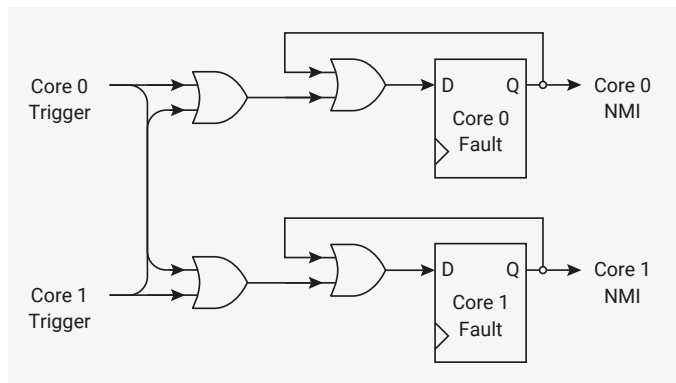 Core 0
Trigger
D
Q
Core 0
Fault
Core 0
NMI
Core 1
Trigger
D
Q
Core 1
Fault
Core 1
NMI